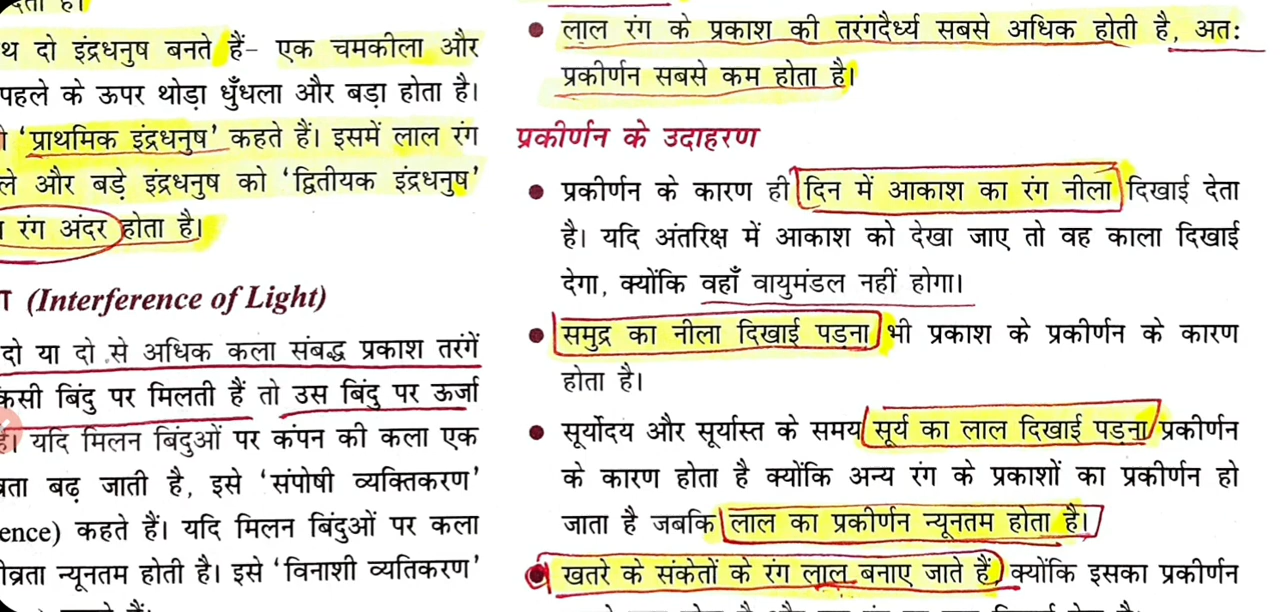 थ दो इंद्रधनुष बनते हैं– एक चमकीला और
पहले के ऊपर थोड़ा धुँधला और बड़ा होता है।
'प्राथमिक इंद्रधनुष' कहते हैं। इसमें लाल रंग
ले और बड़े इंद्रधनुष को 'द्वितीयक इंद्रधनुष'
रंग अंदर होता है।
(Interference of Light)
दो या दो से अधिक कला संबद्ध प्रकाश तरंगें
कसी बिंदु पर मिलती हैं तो उस बिंदु पर ऊर्जा
है। यदि मिलन बिंदुओं पर कंपन की कला एक
व्रता बढ़ जाती है, इसे 'संपोषी व्यक्तिकरण'
ence) कहते हैं। यदि मिलन बिंदुओं पर कला
ीव्रता न्यूनतम होती है। इसे 'विनाशी व्यतिकरण'
• लाल रंग के प्रकाश की तरंगदैर्ध्य सबसे अधिक होती है, अतः
प्रकीर्णन सबसे कम होता है।
प्रकीर्णन के उदाहरण
• प्रकीर्णन के कारण ही दिन में आकाश का रंग नीला दिखाई देता
है। यदि अंतरिक्ष में आकाश को देखा जाए तो वह काला दिखाई
देगा, क्योंकि वहाँ वायुमंडल नहीं होगा।
• समुद्र का नीला दिखाई पड़ना भी प्रकाश के प्रकीर्णन के कारण
होता है।
• सूर्योदय और सूर्यास्त के समय सूर्य का लाल दिखाई पड़ना प्रकीर्णन
के कारण होता है क्योंकि अन्य रंग के प्रकाशों का प्रकीर्णन हो
जाता है जबकि लाल का प्रकीर्णन न्यूनतम होता है।
• खतरे के संकेतों के रंग लाल बनाए जाते हैं, क्योंकि इसका प्रकीर्णन